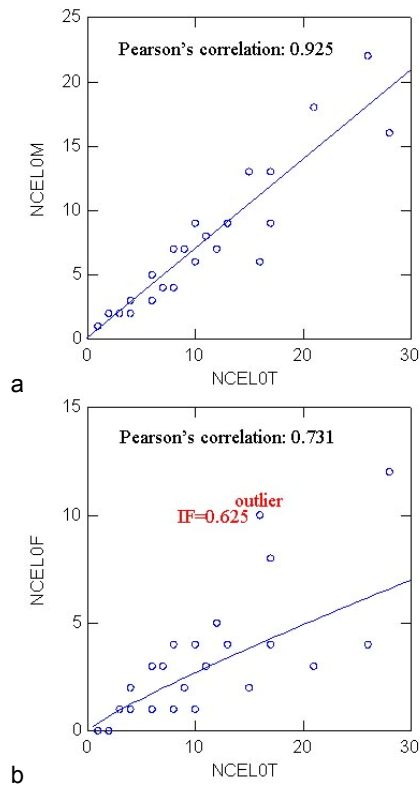 25
Pearson's correlation: 0.925
20
15
NCEL0M
10
5
0
0 10 20 30
NCEL0T
a
15
Pearson's correlation: 0.731
outlier
10
IF=0.625
NCEL0F
5
0
0 10 20 30
NCEL0T
b